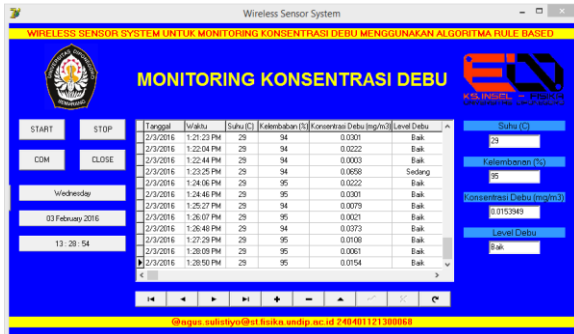 Wireless Sensor System
WIRELESS SENSOR SYSTEM UNTUK MONITORING KONSENTRASI DEBU MENGGUNAKAN ALGORITMA RULE BASED
MONITORING KONSENTRASI DEBU
KS.INSEL - FISIKA
START STOP
COM CLOSE
Wednesday
03 February 2016
13 : 28 : 54
Tanggal Waktu Suhu (C) Kelembaban (%) Konsentrasi Debu (mg/m3) Level Debu
2/3/2016 1:21:23 PM 29 94 0.0301 Baik
2/3/2016 1:22:04 PM 29 94 0.0222 Baik
2/3/2016 1:22:44 PM 29 94 0.0003 Baik
2/3/2016 1:23:25 PM 29 94 0.0658 Sedang
2/3/2016 1:24:06 PM 29 95 0.0222 Baik
2/3/2016 1:24:46 PM 29 95 0.0301 Baik
2/3/2016 1:25:27 PM 29 94 0.0079 Baik
2/3/2016 1:26:07 PM 29 95 0.0021 Baik
2/3/2016 1:26:48 PM 29 94 0.0373 Baik
2/3/2016 1:27:29 PM 29 95 0.0108 Baik
2/3/2016 1:28:09 PM 29 95 0.0061 Baik
2/3/2016 1:28:50 PM 29 95 0.0154 Baik
Suhu (C)
29
Kelembanan (%)
95
Konsentrasi Debu (mg/m3)
0.0153949
Level Debu
Baik
@agus.sulistiyo@st.fisika.undip.ac.id 240401121300068